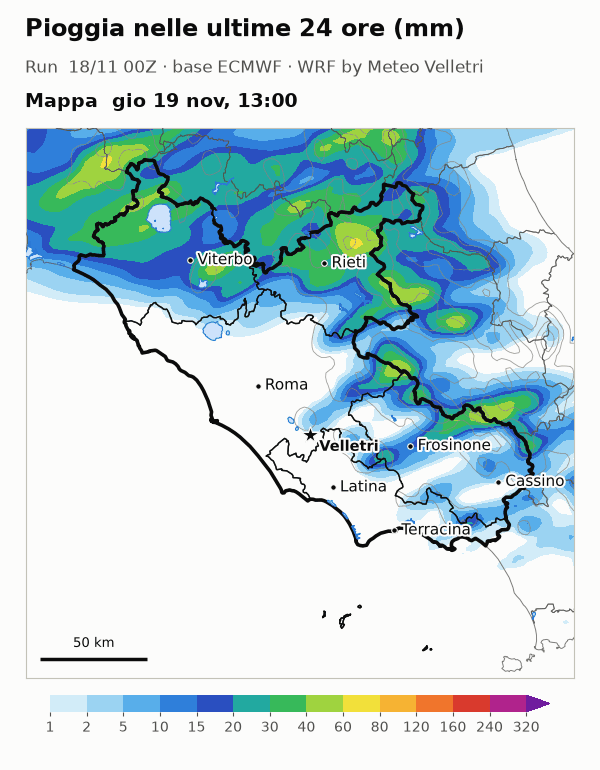 Pioggia nelle ultime 24 ore (mm)
Run  18/11 00Z · base ECMWF · WRF by Meteo Velletri
Mappa  gio 19 nov, 13:00
Viterbo
Rieti
Roma
Velletri
Frosinone
Latina
Cassino
Terracina
50 km
1 2 5 10 15 20 30 40 60 80 120 160 240 320